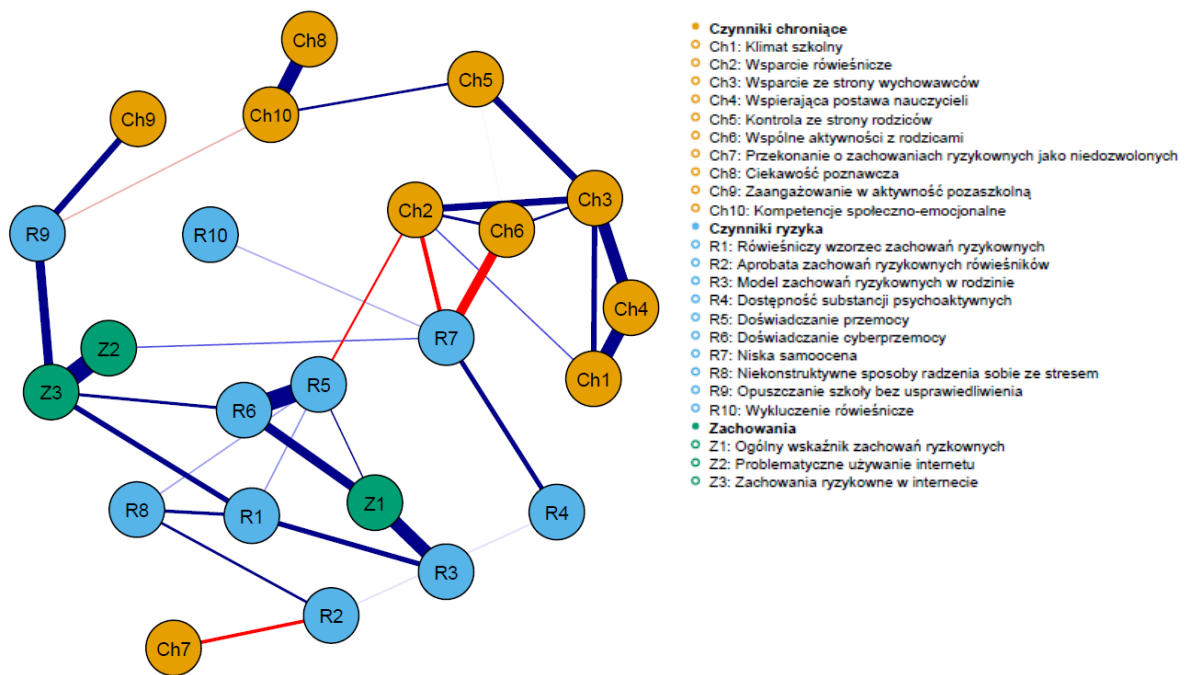 Ch8
Ch5
Ch10
Ch9
Ch3
Ch2
Ch6
R9
R10
Ch4
R7
Z2
Ch1
R5
Z3
R6
Z1
R8
R1
R4
R3
R2
Ch7
Czynniki chroniące
Ch1: Klimat szkolny
Ch2: Wsparcie rówieśnicze
Ch3: Wsparcie ze strony wychowawców
Ch4: Wspierająca postawa nauczycieli
Ch5: Kontrola ze strony rodziców
Ch6: Wspólne aktywności z rodzicami
Ch7: Przekonanie o zachowaniach ryzykownych jako niedozwolonych
Ch8: Ciekawość poznawcza
Ch9: Zaangażowanie w aktywność pozaszkolną
Ch10: Kompetencje społeczno-emocjonalne
Czynniki ryzyka
R1: Rówieśniczy wzorzec zachowań ryzykownych
R2: Aprobata zachowań ryzykownych rówieśników
R3: Model zachowań ryzykownych w rodzinie
R4: Dostępność substancji psychoaktywnych
R5: Doświadczanie przemocy
R6: Doświadczenie cyberprzemocy
R7: Niska samoocena
R8: Niekonstruktywne sposoby radzenia sobie ze stresem
R9: Opuszczanie szkoły bez usprawiedliwienia
R10: Wykluczenie rówieśnicze
Zachowania
Z1: Ogólny wskaźnik zachowań ryzkownych
Z2: Problematyczne używanie internetu
Z3: Zachowania ryzykowne w internecie